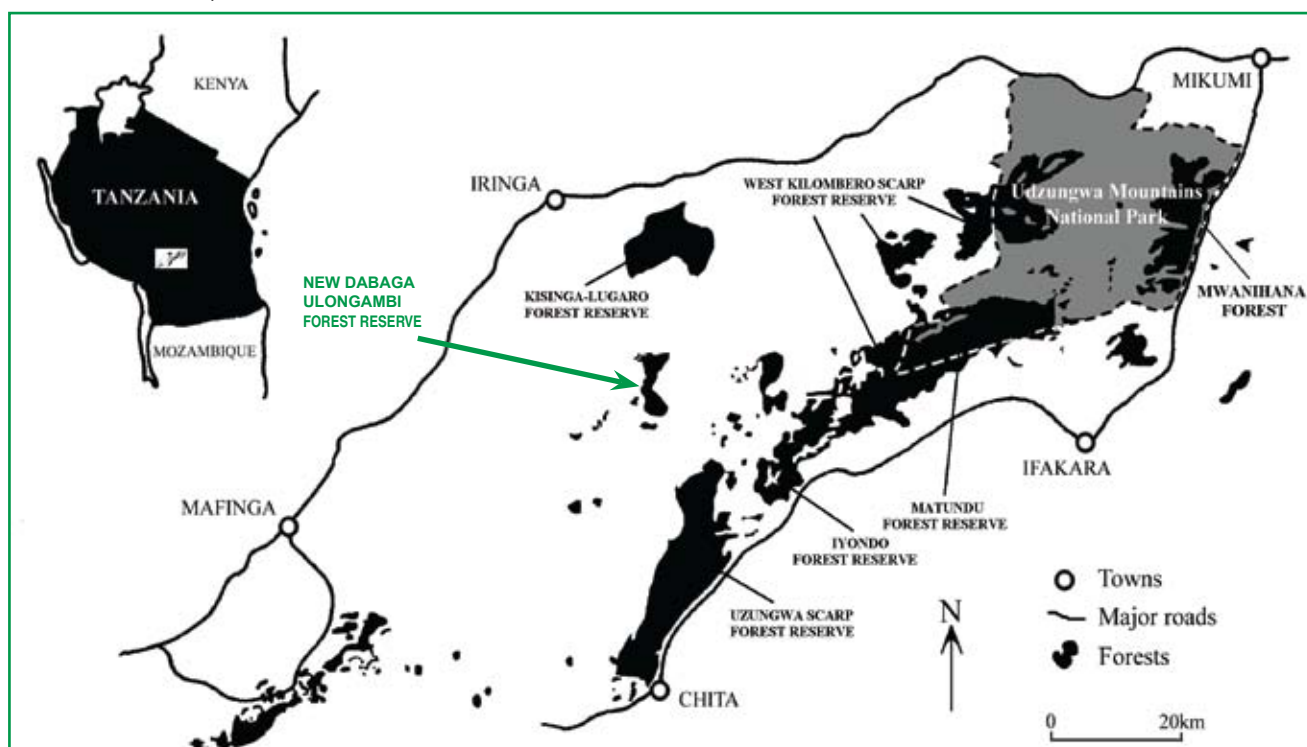 KENYA
TANZANIA
MOZAMBIQUE
MIKUMI
IRINGA
WEST KILOMBERO SCARP
FOREST RESERVE
Udzungwa Mountains
National Park
KISINGA-LUGARO
FOREST RESERVE
NEW DABAGA
ULONGAMBI
FOREST RESERVE
MWANIHANA
FOREST
IFAKARA
MATUNDU
FOREST RESERVE
MAFINGA
IYONDO
FOREST RESERVE
UZUNGWA SCARP
FOREST RESERVE
CHITA
N
Towns
Major roads
Forests
0 20km